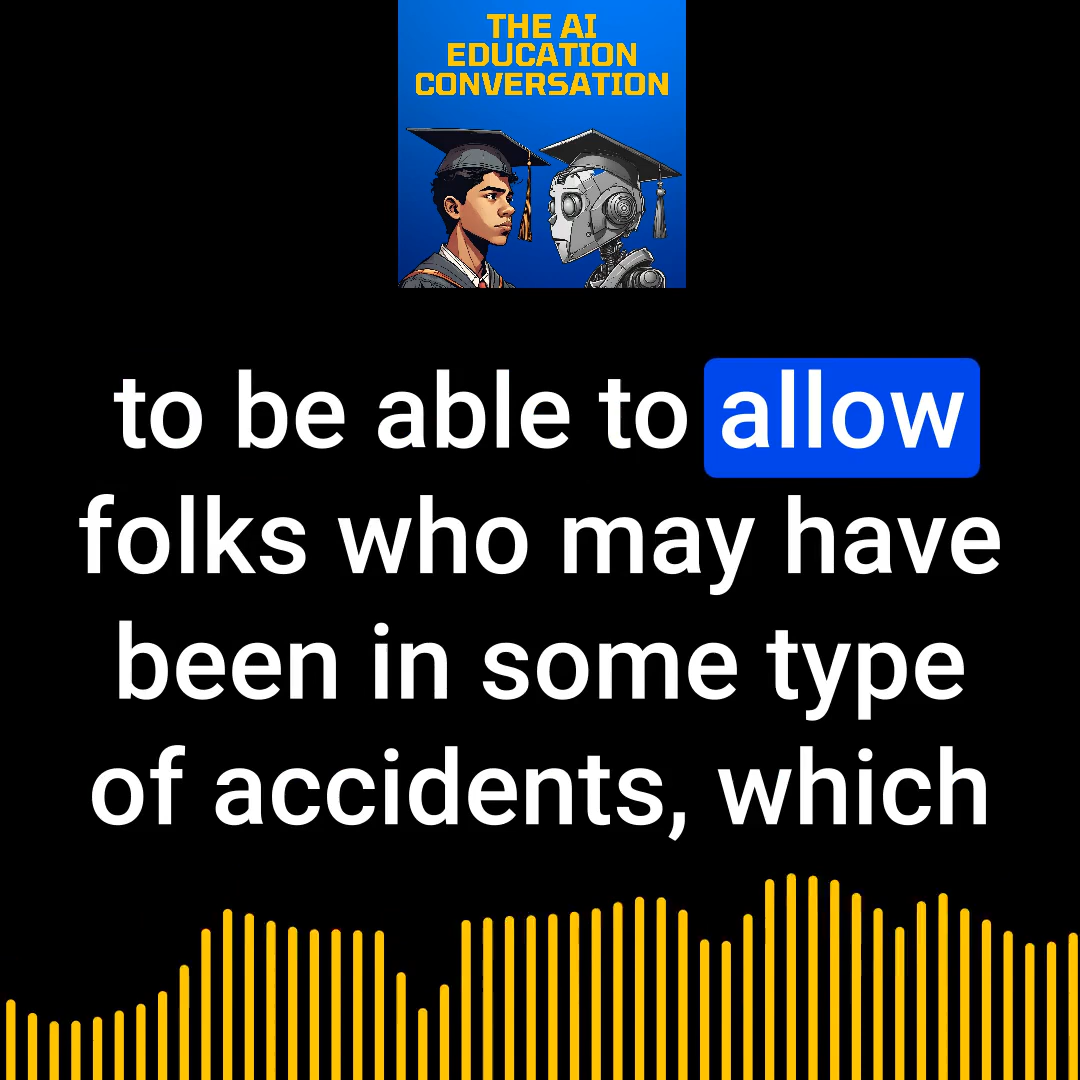 THE AI
EDUCATION
CONVERSATION
to be able to allow
folks who may have
been in some type
of accidents, which